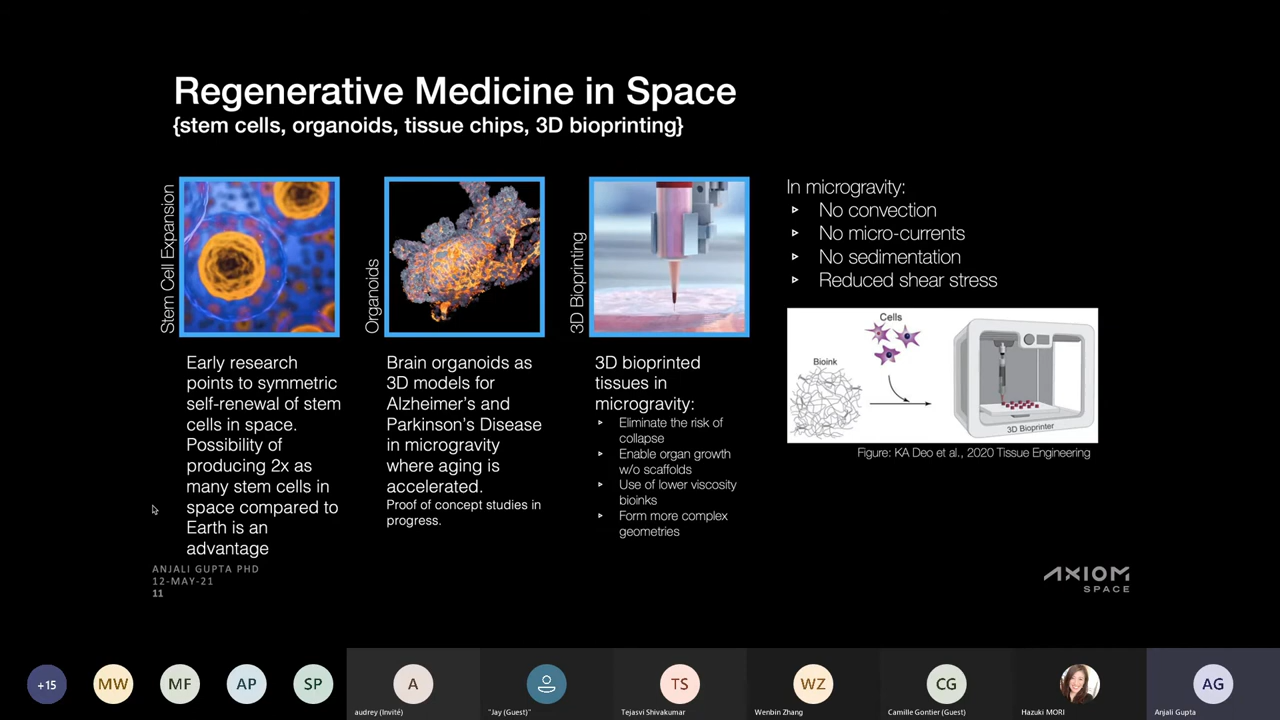 Regenerative Medicine in Space
{stem cells, organoids, tissue chips, 3D bioprinting}
Stem Cell Expansion
Early research
points to symmetric
self-renewal of stem
cells in space.
Possibility of
producing 2x as
many stem cells in
space compared to
Earth is an
advantage
Organoids
Brain organoids as
3D models for
Alzheimer's and
Parkinson's Disease
in microgravity
where aging is
accelerated.
Proof of concept studies in
progress.
3D Bioprinting
3D bioprinted
tissues in
microgravity:
Eliminate the risk of
collapse
Enable organ growth
w/o scaffolds
Use of lower viscosity
bioinks
Form more complex
geometries
In microgravity:
No convection
No micro-currents
No sedimentation
Reduced shear stress
Cells
Bioink
3D Bioprinter
Figure: KA Deo et al., 2020 Tissue Engineering
ANJALI GUPTA PHD
12-MAY-21
11
AXIOM
SPACE
+15
MW
MF
AP
SP
A
TS
WZ
CG
AG
audrey (Invité)
"Jay (Guest)"
Tejasvi Shivakumar
Wenbin Zhang
Camille Gontier (Guest)
Hazuki MORI
Anjali Gupta